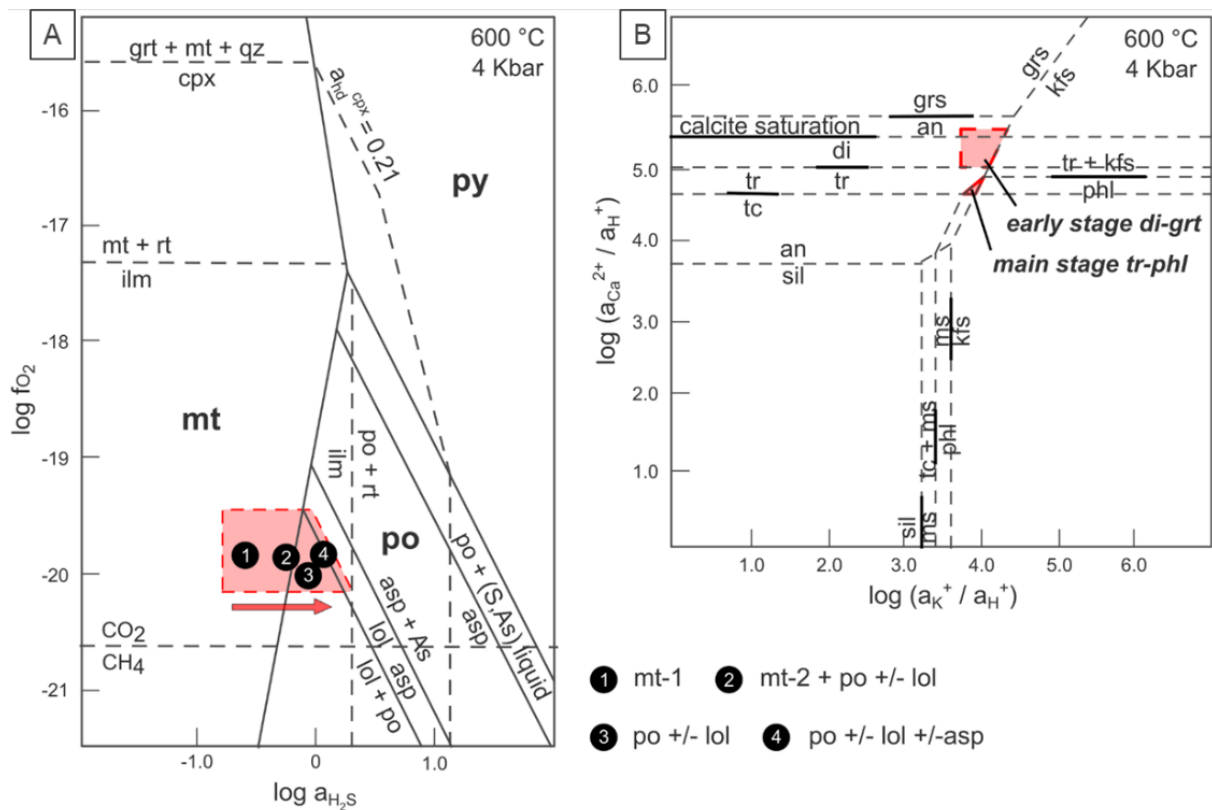 A
600 °C
4 Kbar
grt + mt + qz
cpx
a hd cpx = 0.21
-16
py
-17
mt + rt
ilm
-18
log fO2
mt
-19
po + rt
ilm
po
1
2
3
4
-20
asp + As
lol
asp
lol + po
po + (S,As) liquid
asp
CO2
CH4
-21
-1.0
0
1.0
log aH2S
B
600 °C
4 Kbar
grs
kfs
6.0
grs
an
calcite saturation
di
5.0
tr
tr + kfs
phl
tr
tc
early stage di-grt
4.0
main stage tr-phl
an
sil
log (aCa2+ / aH+)
3.0
ms
kfs
2.0
tc + ms
phl
1.0
sil
ms
1.0
2.0
3.0
4.0
5.0
6.0
log (aK+ / aH+)
1 mt-1
2 mt-2 + po +/- lol
3 po +/- lol
4 po +/- lol +/-asp